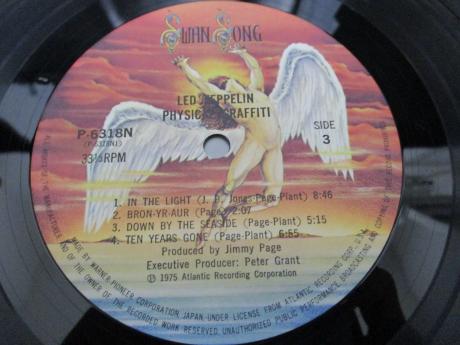 SWAN SONG
LED ZEPPELIN
PHYSICAL GRAFFITI
P-6318N
(P-6318N1)
33⅓RPM
SIDE
3
1. IN THE LIGHT (J. P. Jones-Page-Plant) 8:46
2. BRON-YR-AUR (Page) 2:07
3. DOWN BY THE SEASIDE (Page-Plant) 5:15
4. TEN YEARS GONE (Page-Plant) 6:55
Produced by Jimmy Page
Executive Producer: Peter Grant
Ⓟ 1975 Atlantic Recording Corporation
MFD. BY WARNER-PIONEER CORPORATION JAPAN, UNDER LICENSE FROM ATLANTIC RECORDING CORP.
OF THE OWNER OF THE RECORDED WORK RESERVED. UNAUTHORIZED PUBLIC PERFORMANCE, BROADCASTING AND COPYING OF